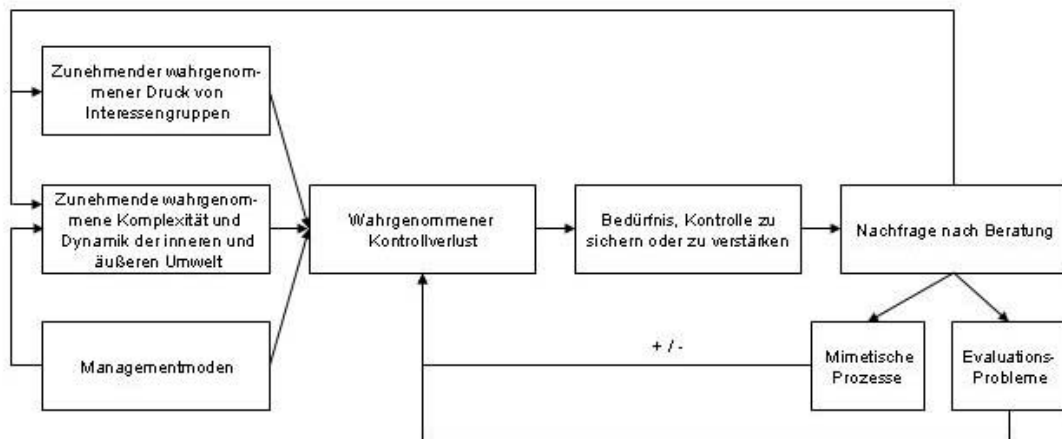 Zunehmender wahrgenom-
mener Druck von
Interessengruppen
Zunehmende wahrgenom-
mene Komplexität und
Dynamik der inneren und
äußeren Umwelt
Managementmoden
Wahrgenommener
Kontrollverlust
Bedürfnis, Kontrolle zu
sichern oder zu verstärken
Nachfrage nach Beratung
+ / -
Mimetische
Prozesse
Evaluations-
Probleme